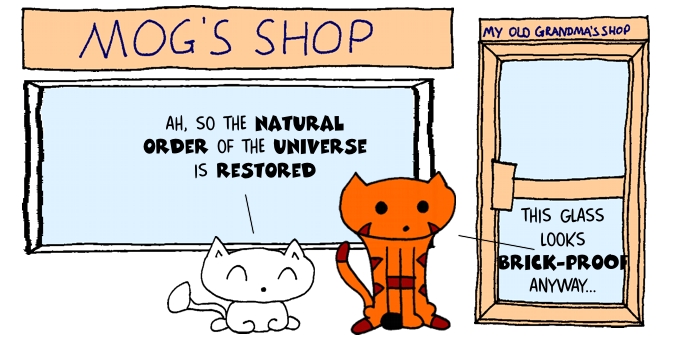 MOG'S SHOP
MY OLD GRANDMA'S SHOP
AH, SO THE NATURAL
ORDER OF THE UNIVERSE
IS RESTORED
THIS GLASS
LOOKS
BRICK-PROOF
ANYWAY...